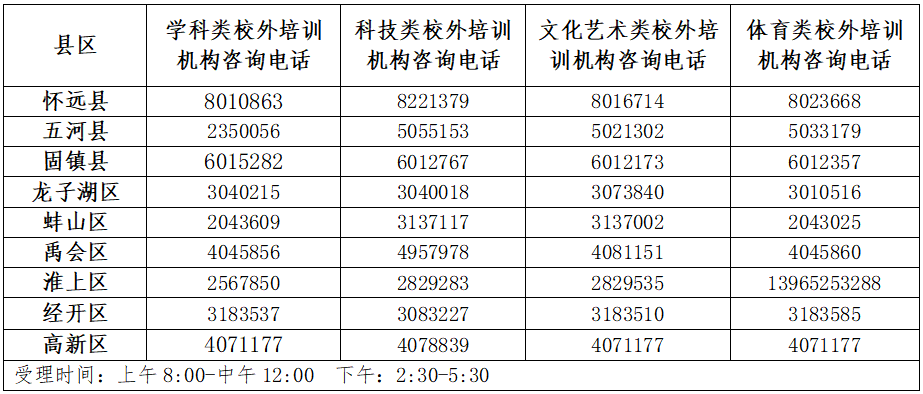 县区 学科类校外培训机构咨询电话 科技类校外培训机构咨询电话 文化艺术类校外培训机构咨询电话 体育类校外培训机构咨询电话
怀远县 8010863 8221379 8016714 8023668
五河县 2350056 5055153 5021302 5033179
固镇县 6015282 6012767 6012173 6012357
龙子湖区 3040215 3040018 3073840 3010516
蚌山区 2043609 3137117 3137002 2043025
禹会区 4045856 4957978 4081151 4045860
淮上区 2567850 2829283 2829535 13965253288
经开区 3183537 3083227 3183510 3183585
高新区 4071177 4078839 4071177 4071177
受理时间：上午8:00-中午12:00 下午：2:30-5:30